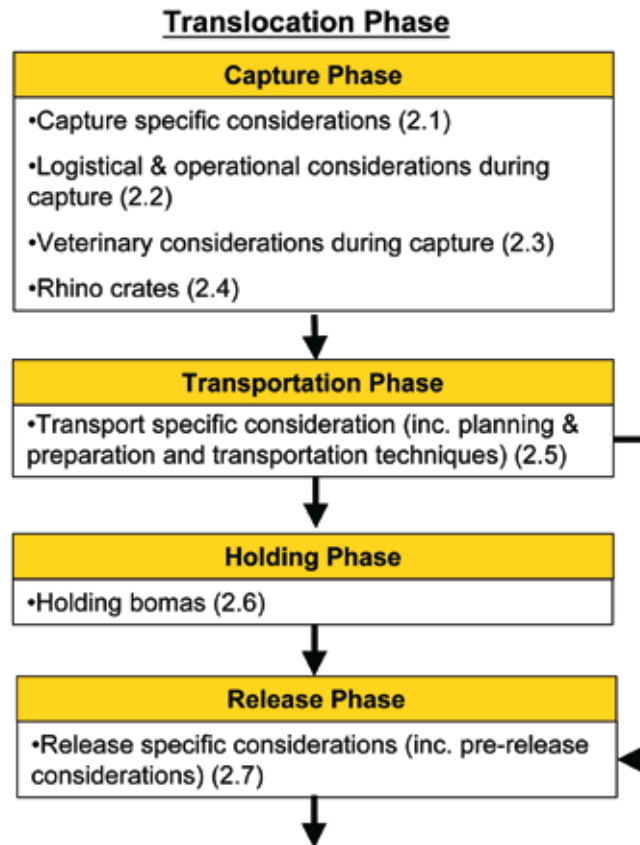 Translocation Phase
Capture Phase
•Capture specific considerations (2.1)
•Logistical & operational considerations during
capture (2.2)
•Veterinary considerations during capture (2.3)
•Rhino crates (2.4)
Transportation Phase
•Transport specific consideration (inc. planning &
preparation and transportation techniques) (2.5)
Holding Phase
•Holding bomas (2.6)
Release Phase
•Release specific considerations (inc. pre-release
considerations) (2.7)